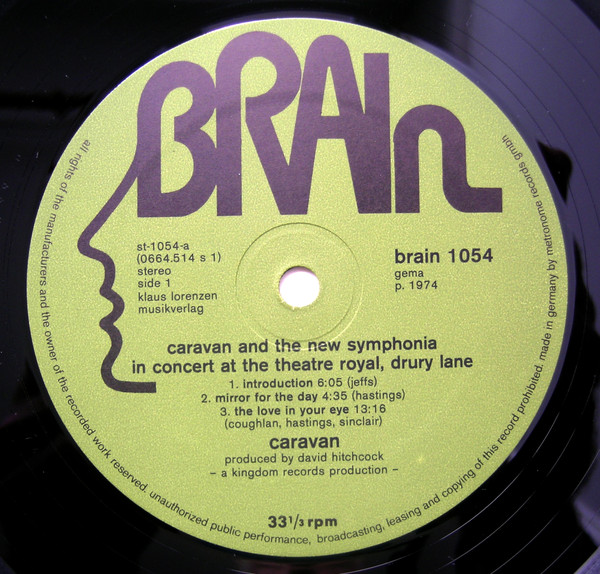 BRAIn
st-1054-a
(0664.514 s 1)
stereo
side 1
klaus lorenzen
musikverlag
brain 1054
gema
p. 1974
caravan and the new symphonia
in concert at the theatre royal, drury lane
1. introduction 6:05 (jeffs)
2. mirror for the day 4:35 (hastings)
3. the love in your eye 13:16
(coughlan, hastings, sinclair)
caravan
produced by david hitchcock
– a kingdom records production –
33 1/3 rpm
all rights of the manufacturers and the owner of the recorded work reserved. unauthorized public performance, broadcasting, leasing and copying of this record prohibited. made in germany by metronome records gmbh